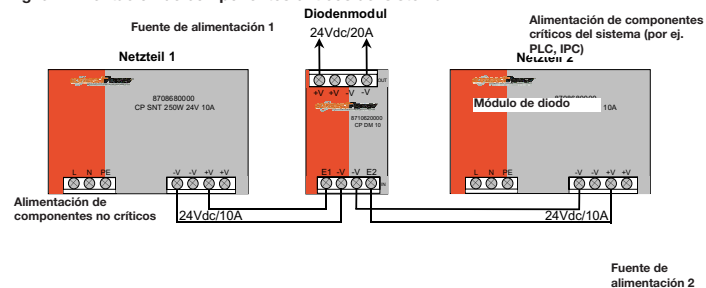 Diodenmodul
Fuente de alimentación 1
24Vdc/20A
Alimentación de componentes
críticos del sistema (por ej.
PLC, IPC)
Netzteil 1
Netzteil 2
+V +V -V -V
OUT
8708680000
CP SNT 250W 24V 10A
8710620000
CP DM 10
Módulo de diodo
10A
L N PE
-V -V +V +V
E1 -V -V E2
IN
L N PE
-V -V +V +V
Alimentación de
componentes no críticos
24Vdc/10A
24Vdc/10A
Fuente de
alimentación 2